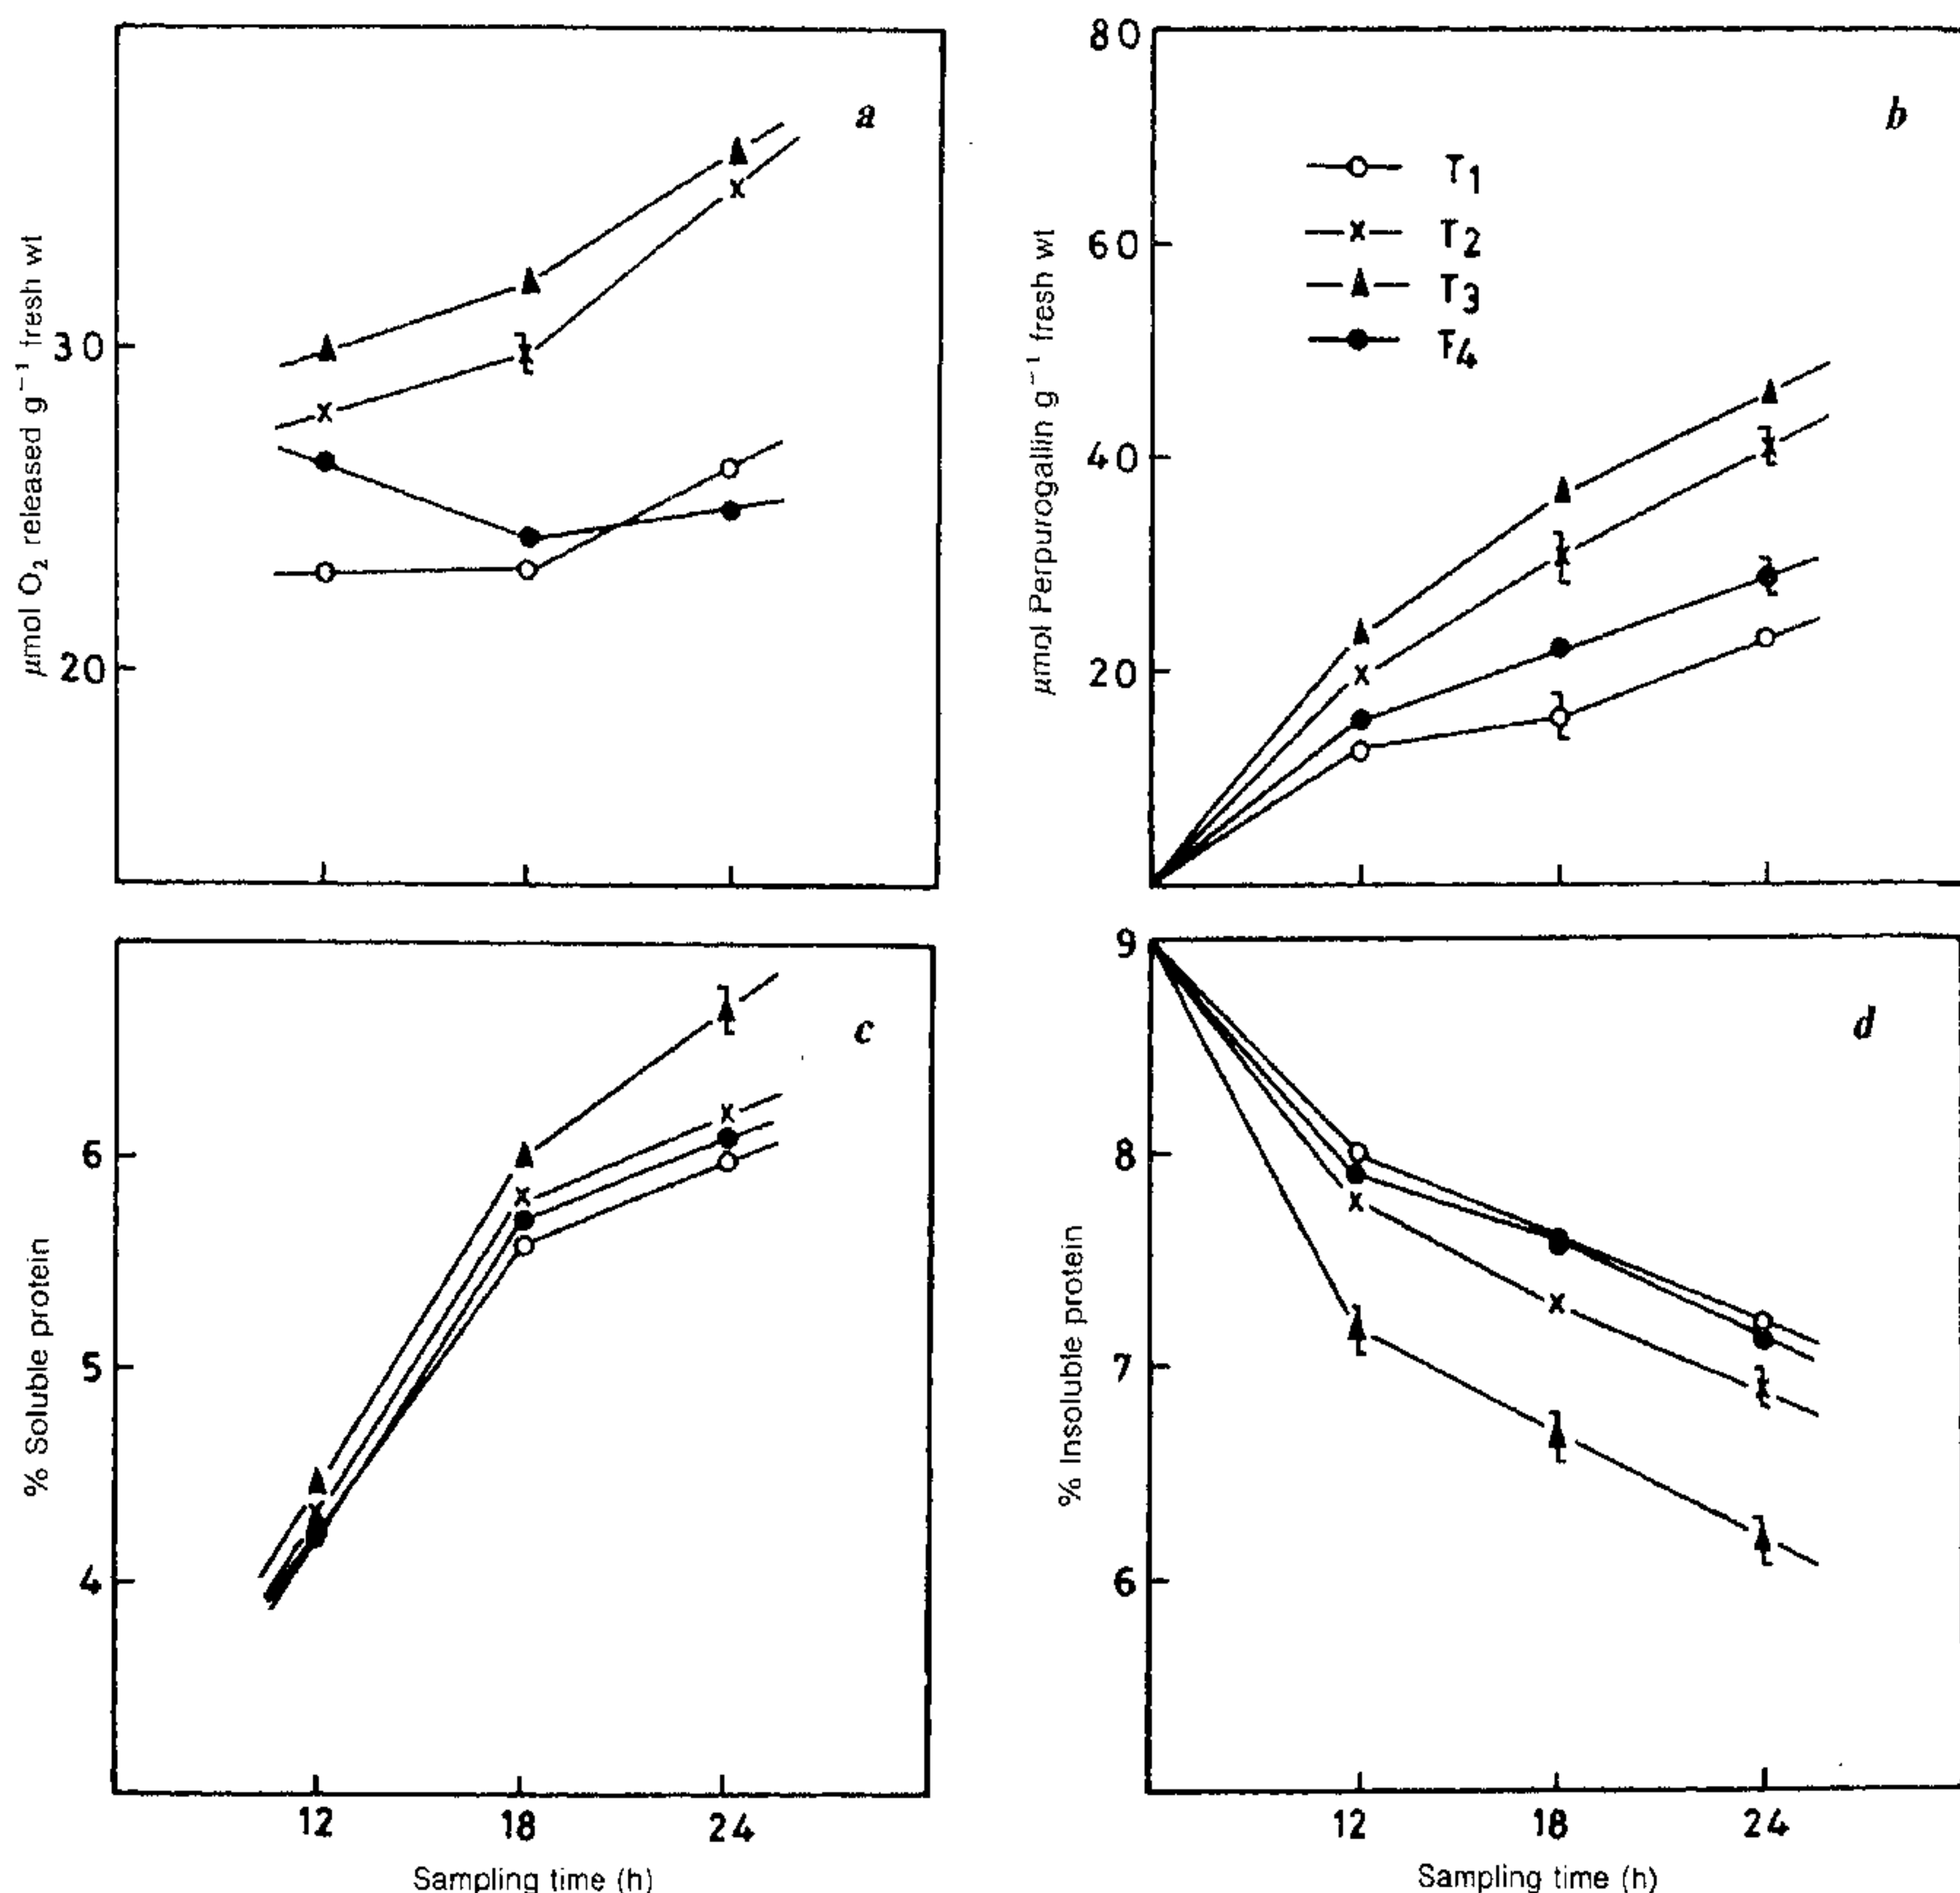 a
30
20
µmol O₂ released g⁻¹ fresh wt
b
80
60
40
20
µmol Perpurogallin g⁻¹ fresh wt
T₁
T₂
T₃
T₄
c
6
5
4
% Soluble protein
12 18 24
Sampling time (h)
d
9
8
7
6
% Insoluble protein
12 18 24
Sampling time (h)